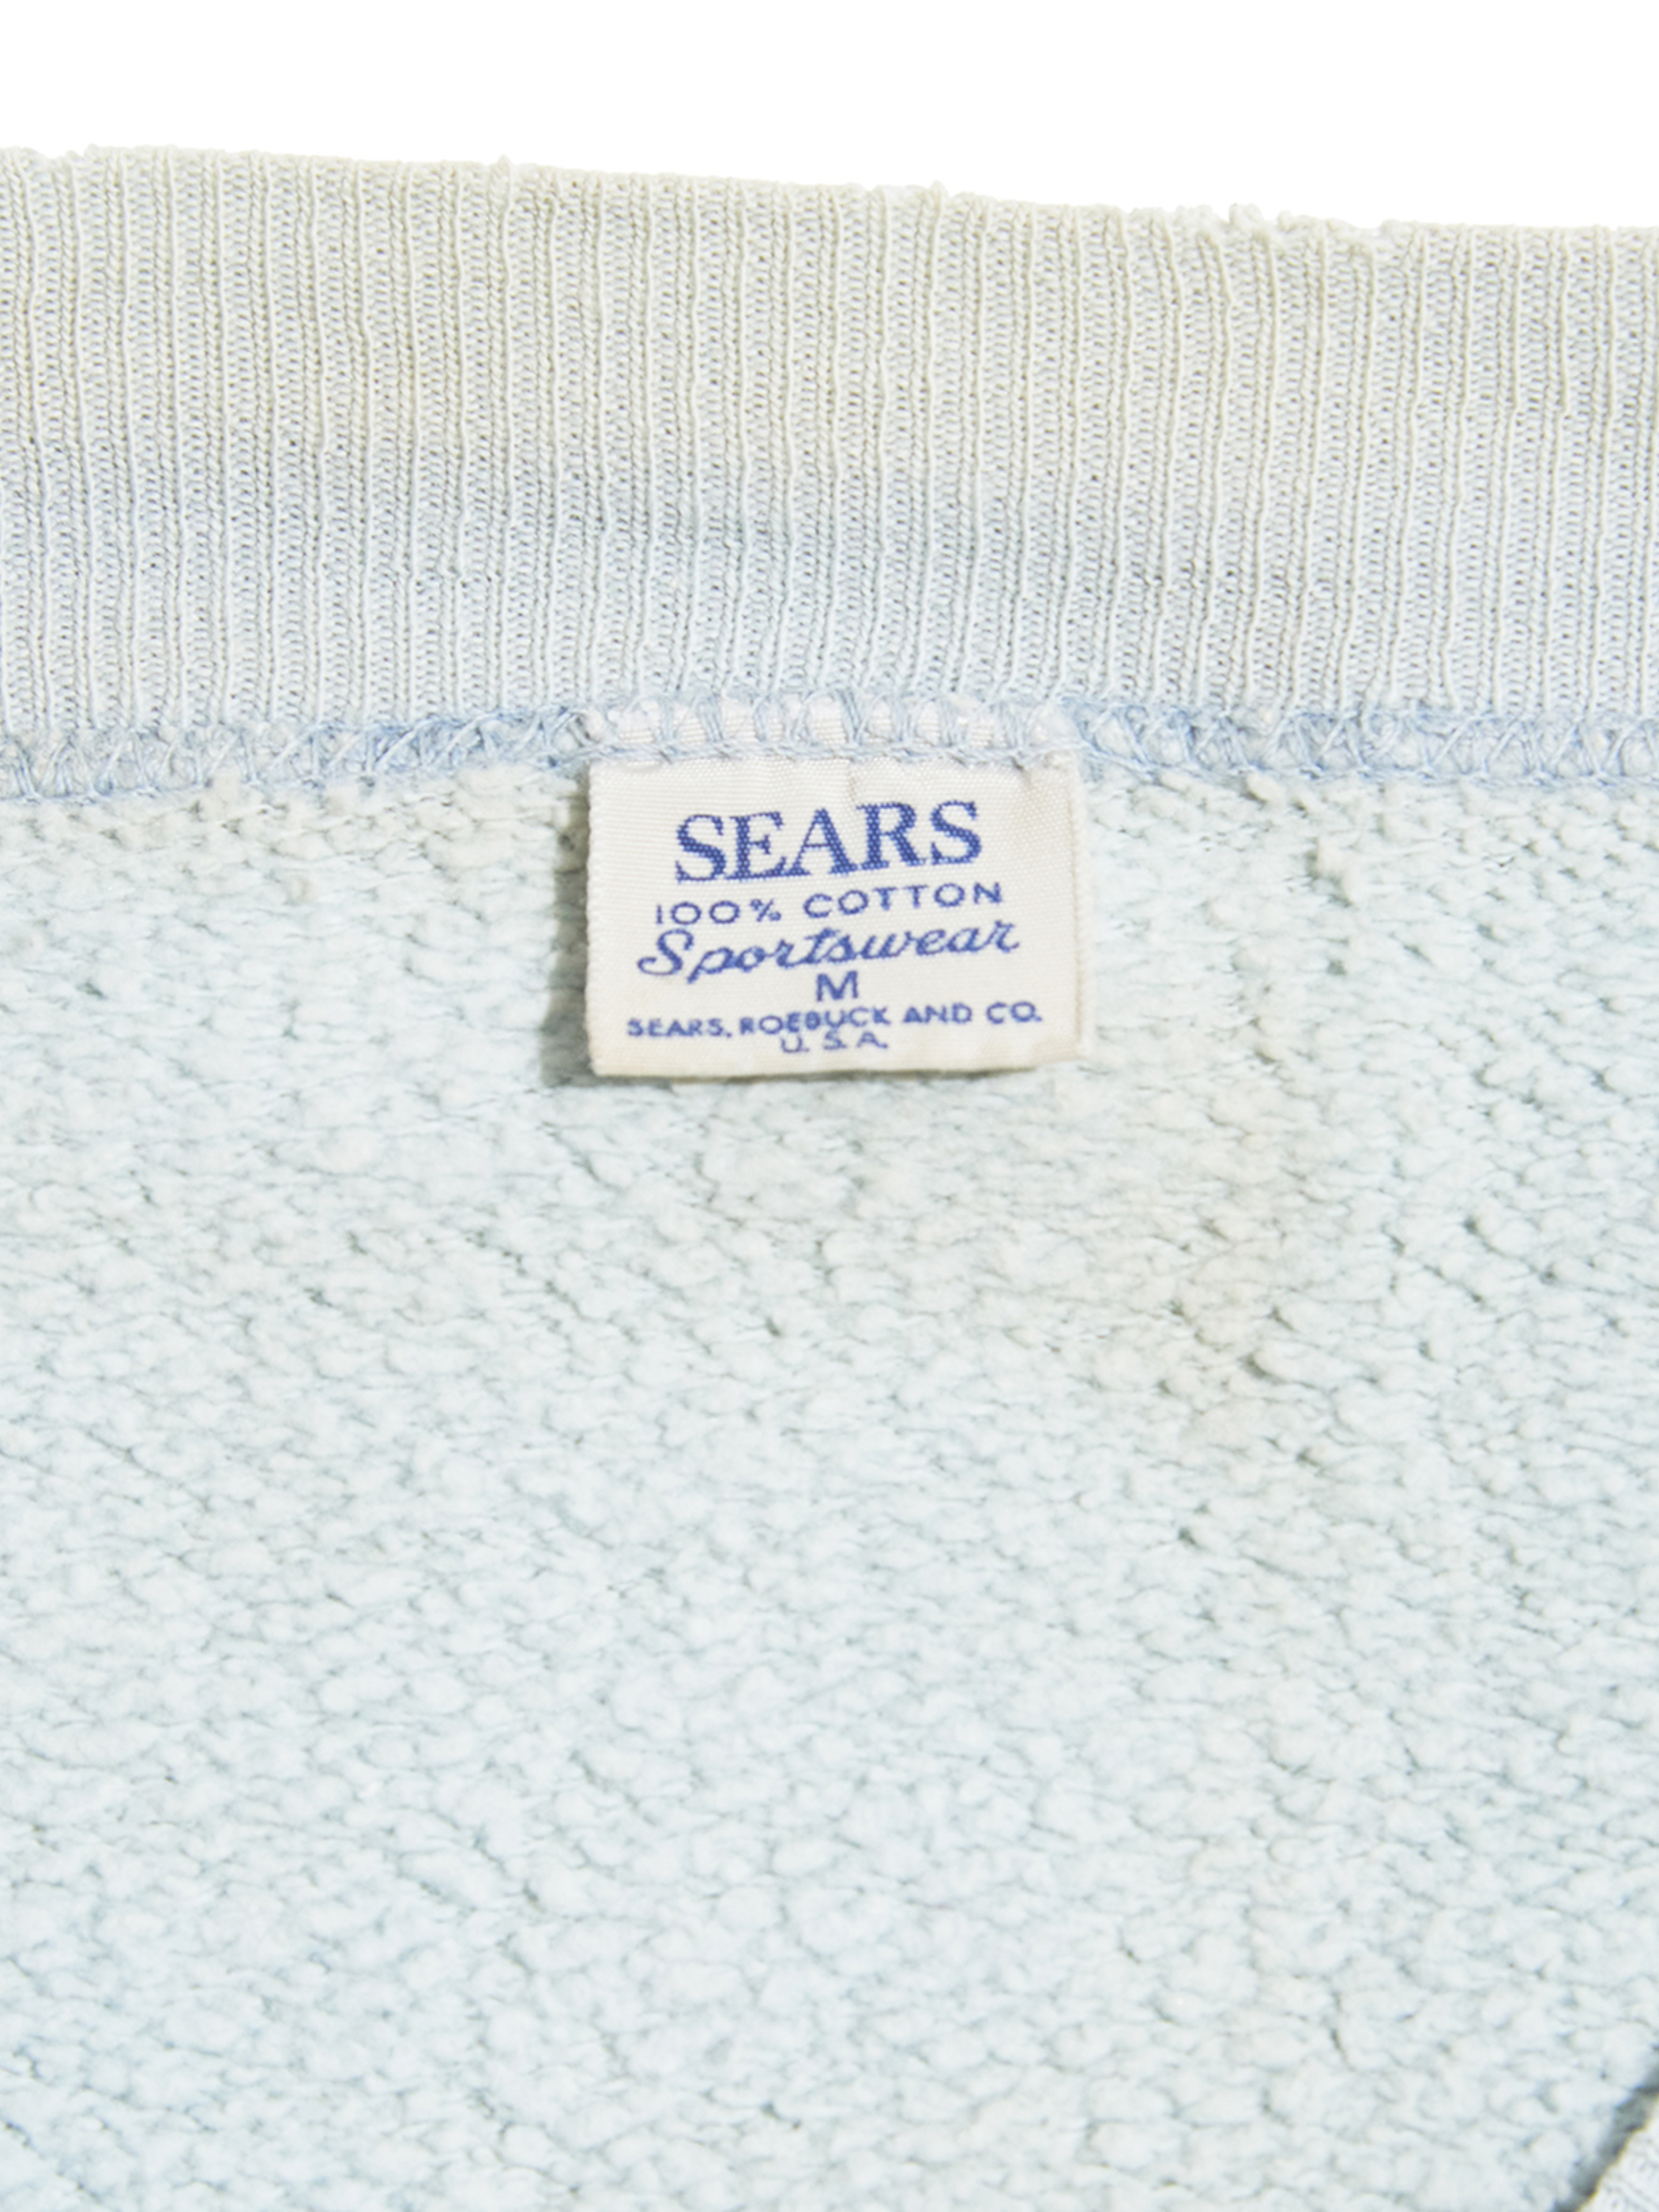 SEARS
100% COTTON
Sportswear
M
SEARS, ROEBUCK AND CO.
U. S. A.